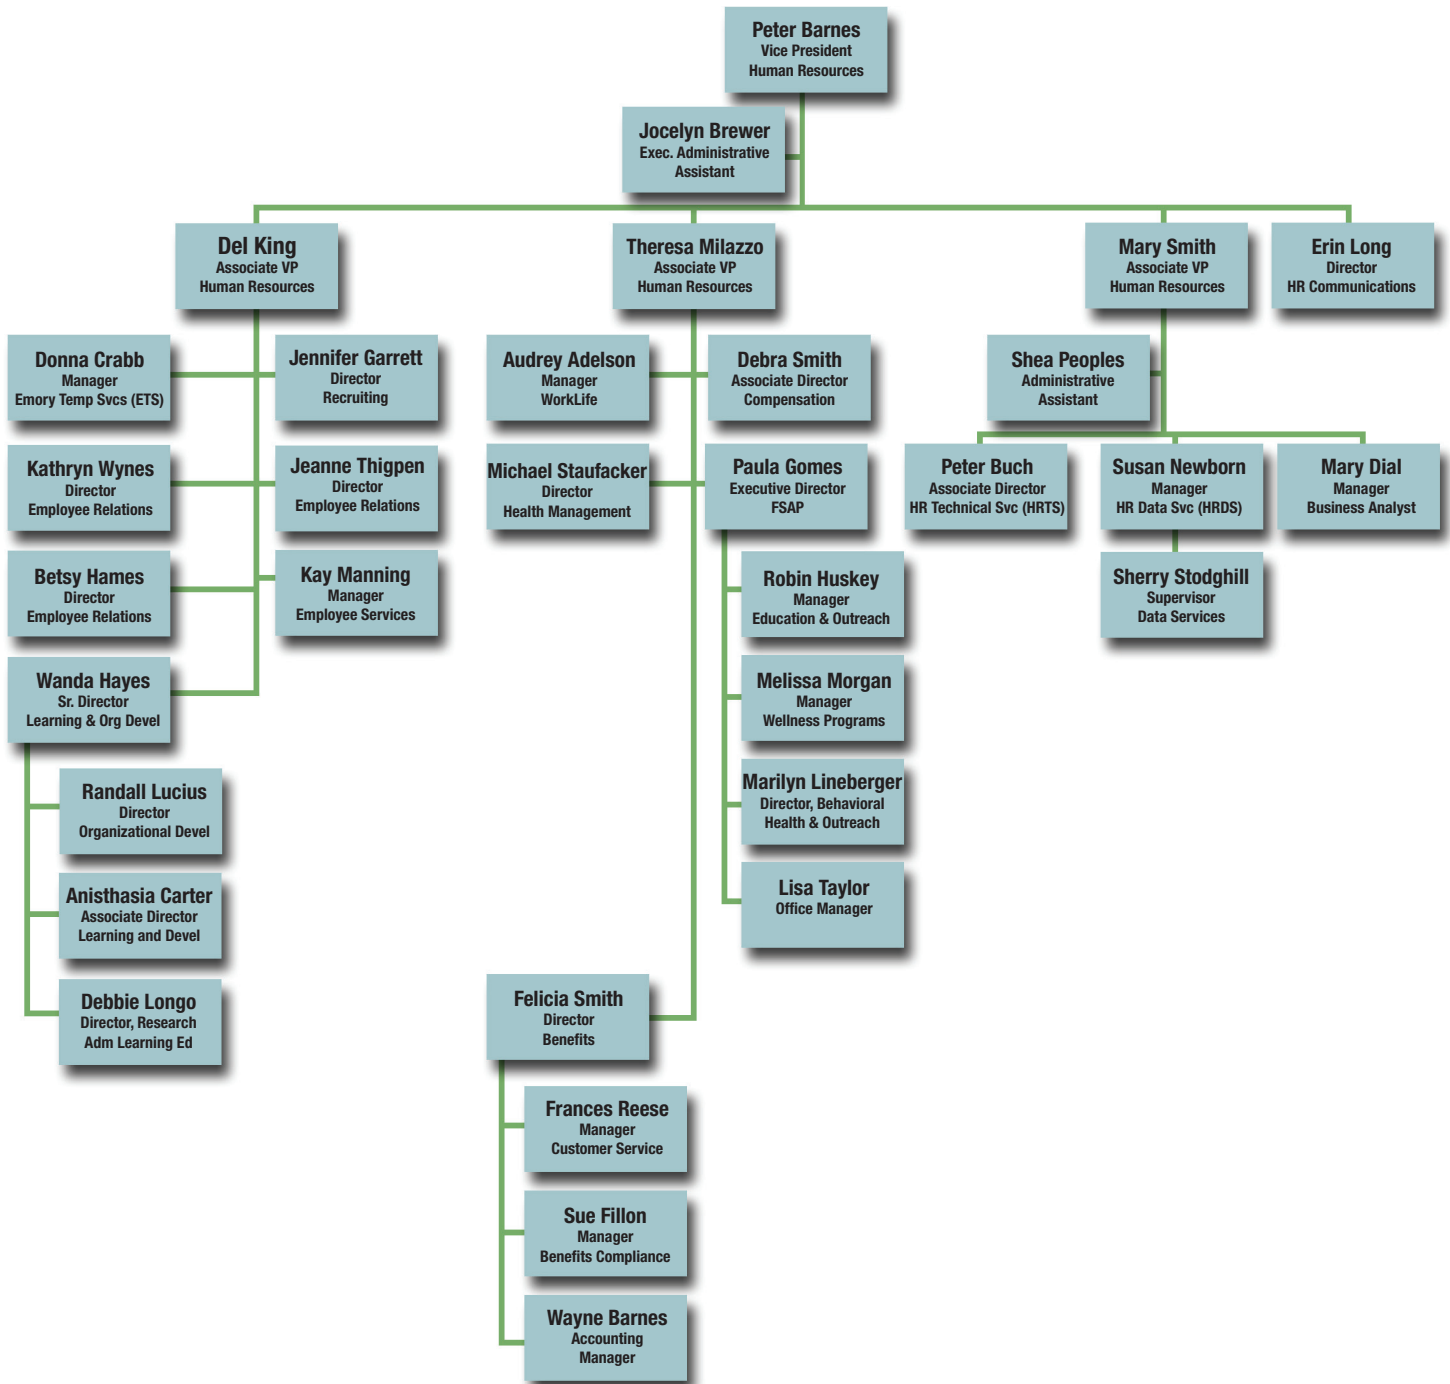 Peter Barnes
Vice President
Human Resources
Jocelyn Brewer
Exec. Administrative
Assistant
Del King
Associate VP
Human Resources
Theresa Milazzo
Associate VP
Human Resources
Mary Smith
Associate VP
Human Resources
Erin Long
Director
HR Communications
Donna Crabb
Manager
Emory Temp Svcs (ETS)
Jennifer Garrett
Director
Recruiting
Audrey Adelson
Manager
WorkLife
Debra Smith
Associate Director
Compensation
Shea Peoples
Administrative
Assistant
Kathryn Wynes
Director
Employee Relations
Jeanne Thigpen
Director
Employee Relations
Michael Staufacker
Director
Health Management
Paula Gomes
Executive Director
FSAP
Peter Buch
Associate Director
HR Technical Svc (HRTS)
Susan Newborn
Manager
HR Data Svc (HRDS)
Mary Dial
Manager
Business Analyst
Betsy Hames
Director
Employee Relations
Kay Manning
Manager
Employee Services
Robin Huskey
Manager
Education & Outreach
Sherry Stodghill
Supervisor
Data Services
Wanda Hayes
Sr. Director
Learning & Org Devel
Melissa Morgan
Manager
Wellness Programs
Randall Lucius
Director
Organizational Devel
Marilyn Lineberger
Director, Behavioral
Health & Outreach
Anisthasia Carter
Associate Director
Learning and Devel
Lisa Taylor
Office Manager
Debbie Longo
Director, Research
Adm Learning Ed
Felicia Smith
Director
Benefits
Frances Reese
Manager
Customer Service
Sue Fillon
Manager
Benefits Compliance
Wayne Barnes
Accounting
Manager